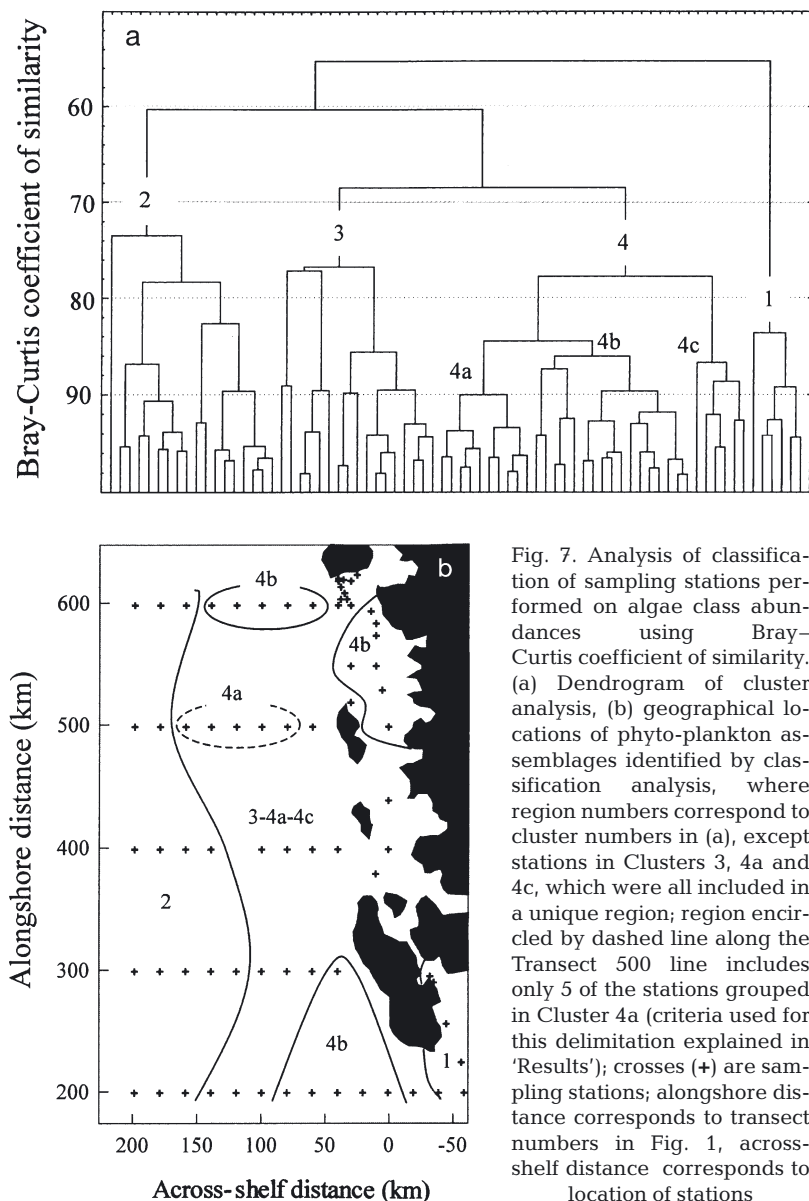 a
Bray-Curtis coefficient of similarity
60
70
80
90
2
3
4
1
4a
4b
4c
b
Alongshore distance (km)
600
500
400
300
200
4b
4b
4a
3-4a-4c
2
4b
1
200
150
100
50
0
-50
Across-shelf distance (km)
Fig. 7. Analysis of classifica-
tion of sampling stations per-
formed on algae class abun-
dances using Bray–
Curtis coefficient of similarity.
(a) Dendrogram of cluster
analysis, (b) geographical lo-
cations of phyto-plankton as-
semblages identified by clas-
sification analysis, where
region numbers correspond to
cluster numbers in (a), except
stations in Clusters 3, 4a and
4c, which were all included in
a unique region; region encir-
cled by dashed line along the
Transect 500 line includes
only 5 of the stations grouped
in Cluster 4a (criteria used for
this delimitation explained in
'Results'); crosses (+) are sam-
pling stations; alongshore dis-
tance corresponds to transect
numbers in Fig. 1, across-
shelf distance corresponds to
location of stations